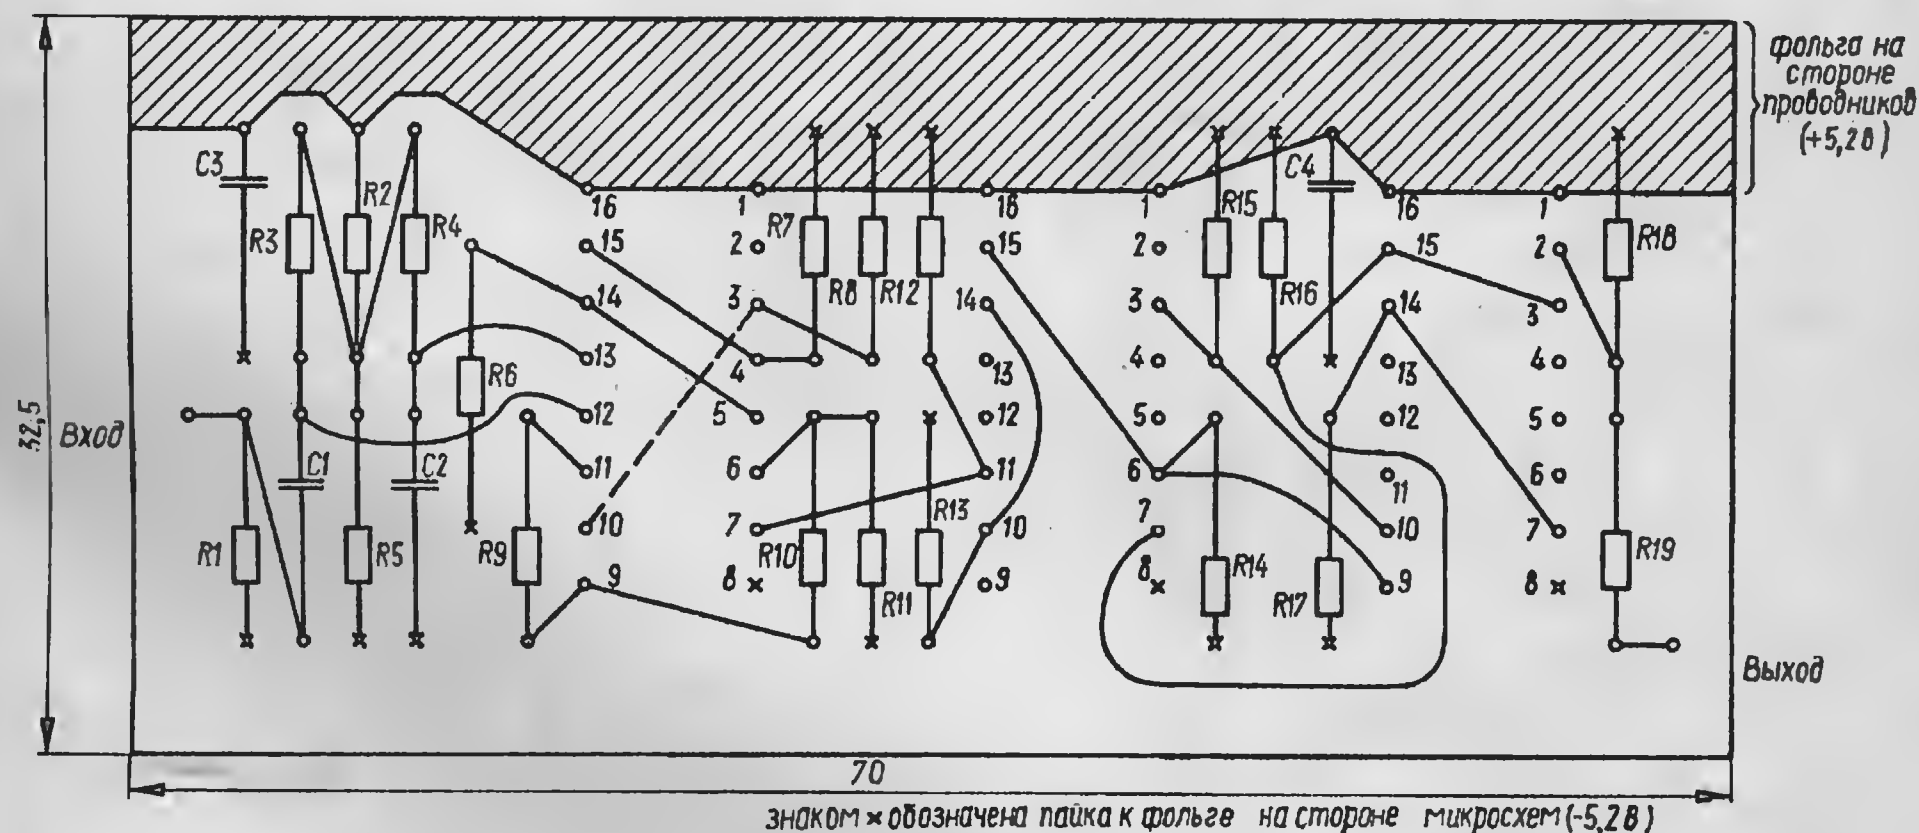 фольга на
стороне
проводников
(+5,2В)
C3
R2
R3
R4
16
1
R7
16
1
R15
C4
16
1
15
2
15
2
15
2
R18
14
3
R8
R12
14
3
R16
14
3
13
R6
4
13
4
13
4
32,5
Вход
12
5
12
5
12
5
C1
C2
11
6
11
6
11
6
R1
R5
R9
10
7
R10
R13
10
7
10
7
R19
9
8
R11
9
8
R14
R17
9
8
Выход
70
знаком × обозначена пайка к фольге на стороне микросхем (-5,2В)